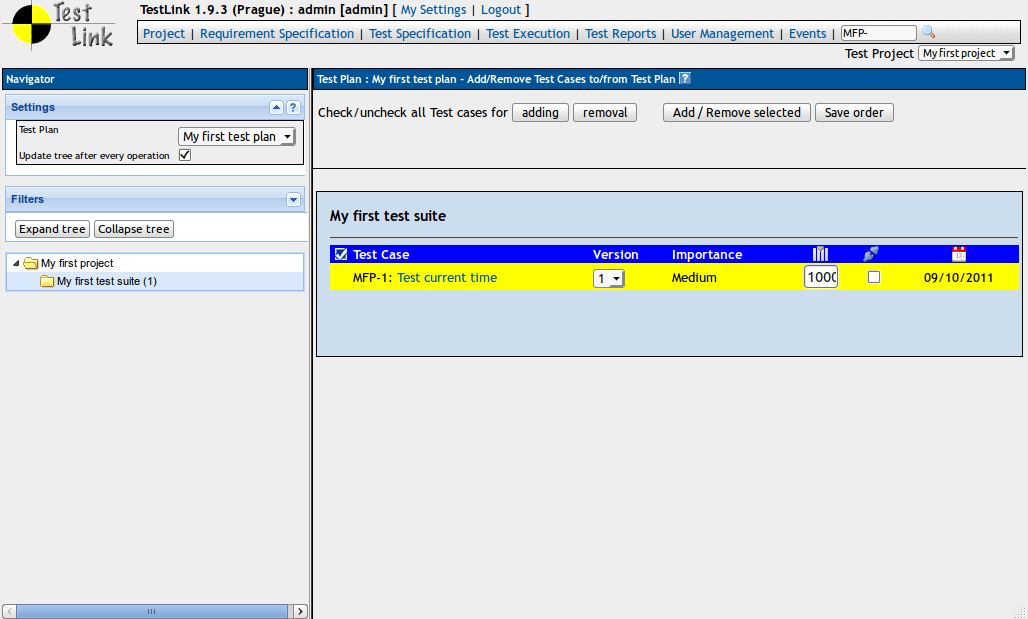 Test Link
TestLink 1.9.3 (Prague) : admin [admin] [ My Settings | Logout ]
Project | Requirement Specification | Test Specification | Test Execution | Test Reports | User Management | Events | MFP-
Test Project My first project
Navigator
Settings ?
Test Plan My first test plan
Update tree after every operation
Filters
Expand tree Collapse tree
My first project
My first test suite (1)
Test Plan : My first test plan - Add/Remove Test Cases to/from Test Plan ?
Check/uncheck all Test cases for adding removal Add / Remove selected Save order
My first test suite
Test Case Version Importance
MFP-1: Test current time 1 Medium 1000 09/10/2011